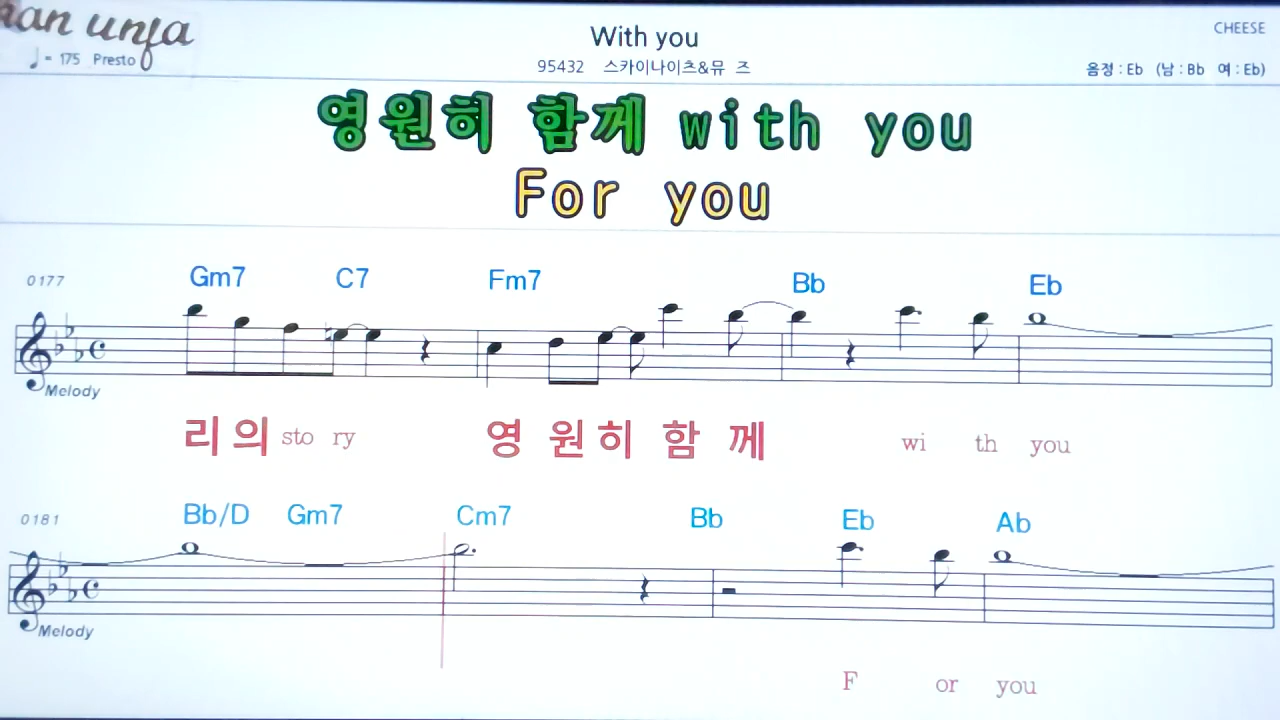 With you
CHEESE
♩= 175 Presto
95432 스카이나이츠&뮤 즈
음정 : Eb (남 : Bb 여 : Eb)
영원히 함께 with you
For you
0177 Gm7 C7 Fm7 Bb Eb
Melody
리의 sto ry 영 원히 함 께 wi th you
0181 Bb/D Gm7 Cm7 Bb Eb Ab
Melody
F or you